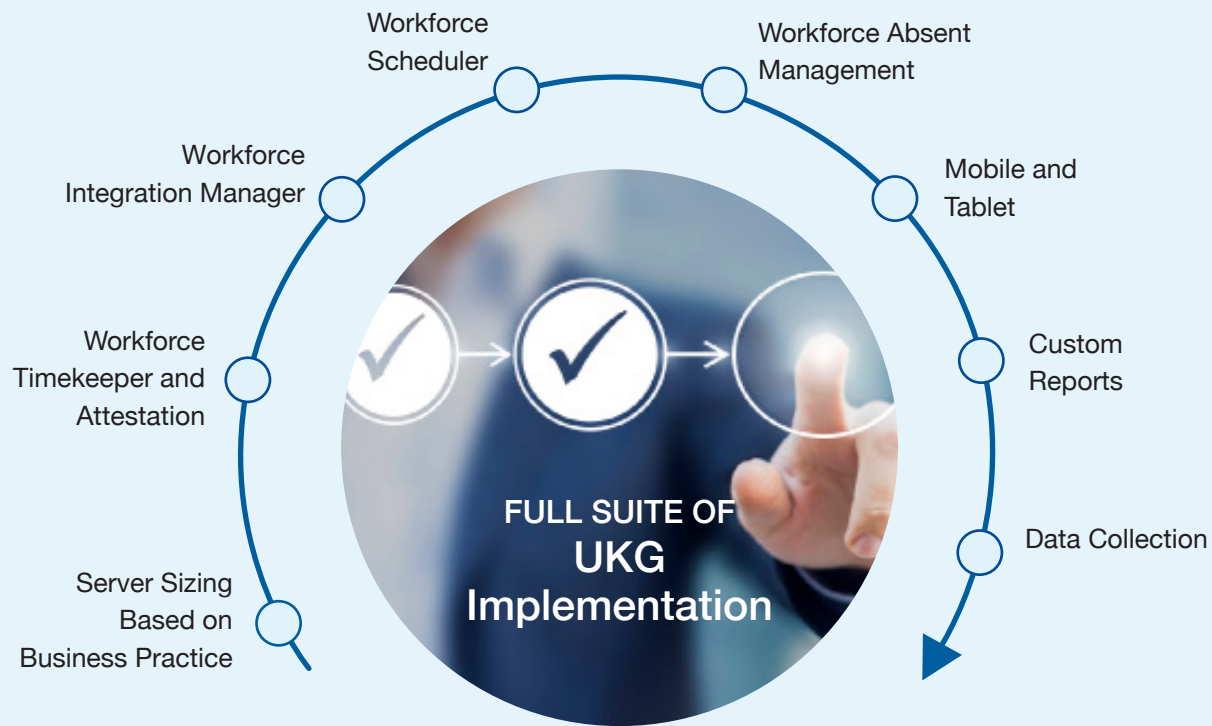 Workforce
Scheduler
Workforce Absent
Management
Workforce
Integration Manager
Mobile and
Tablet
Workforce
Timekeeper and
Attestation
Custom
Reports
Server Sizing
Based on
Business Practice
Data Collection
FULL SUITE OF
UKG
Implementation